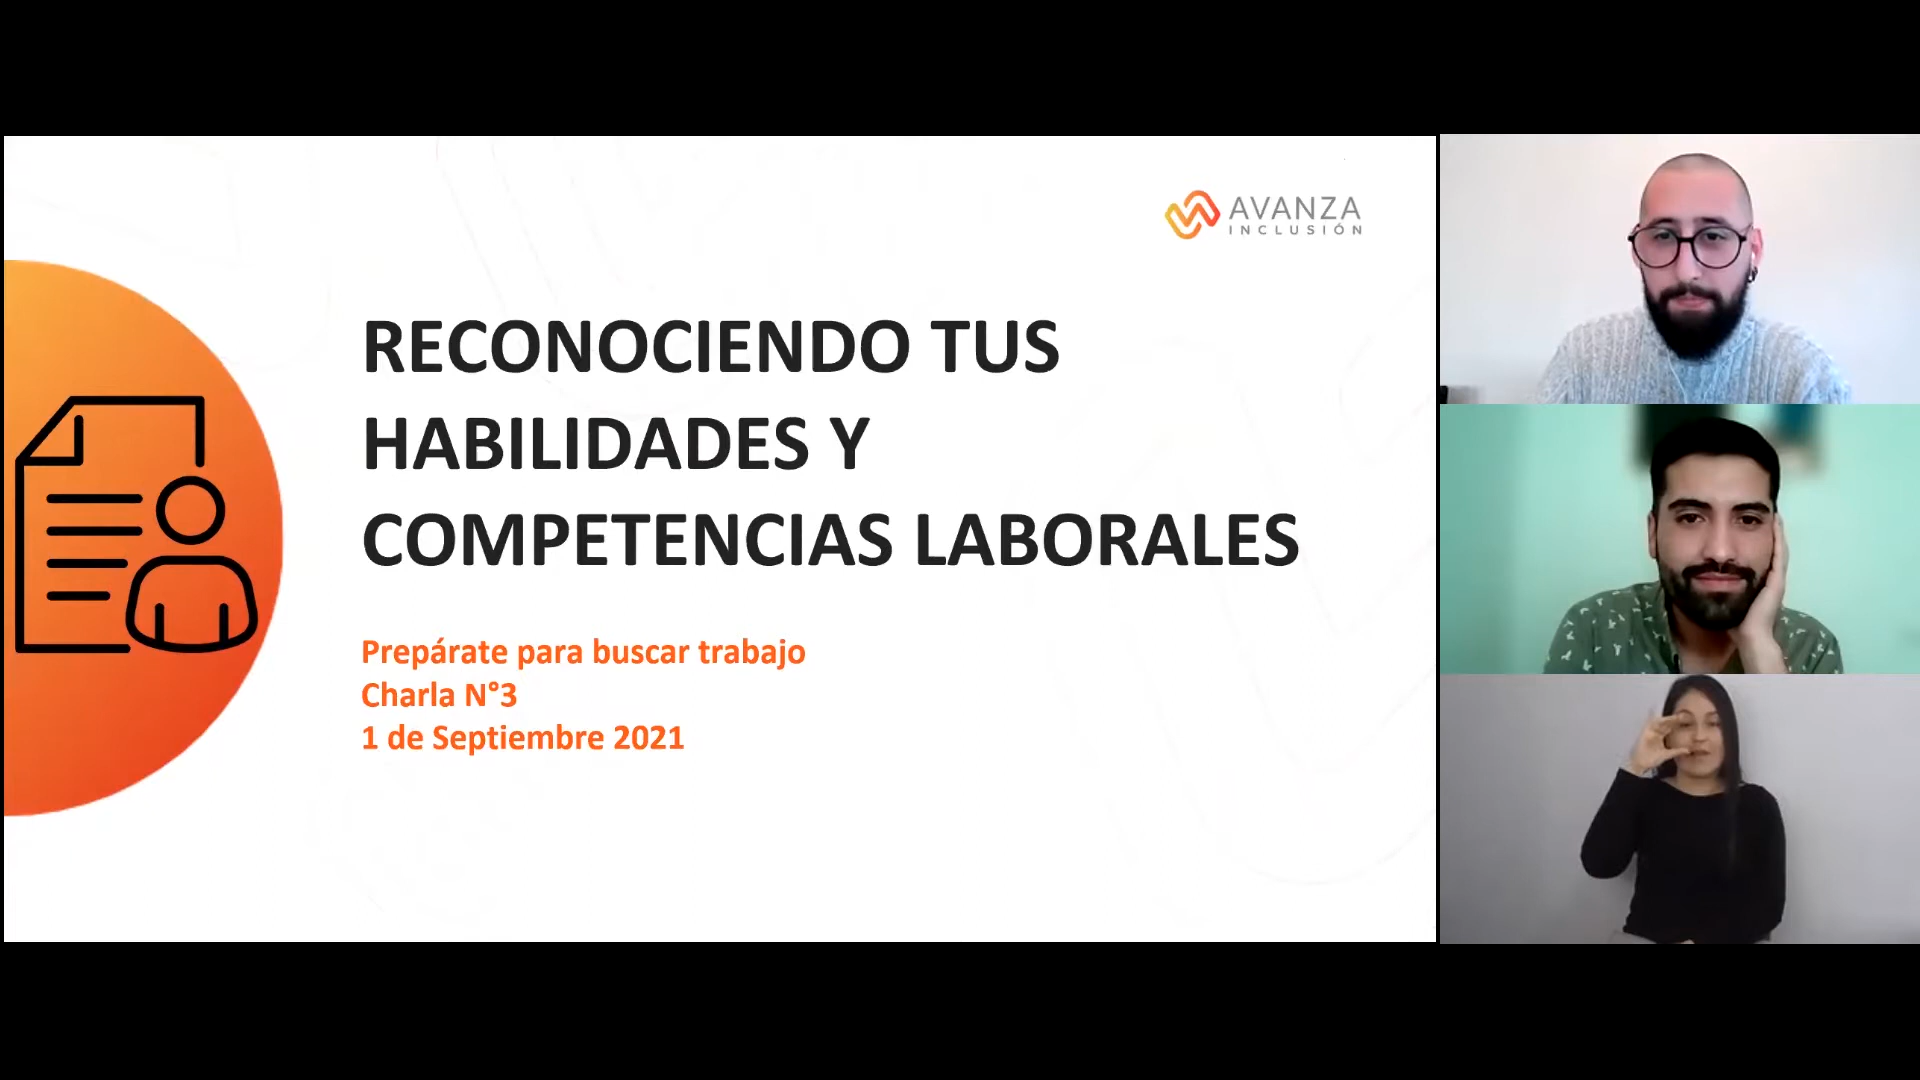 AVANZA
INCLUSIÓN
RECONOCIENDO TUS
HABILIDADES Y
COMPETENCIAS LABORALES
Prepárate para buscar trabajo
Charla N°3
1 de Septiembre 2021